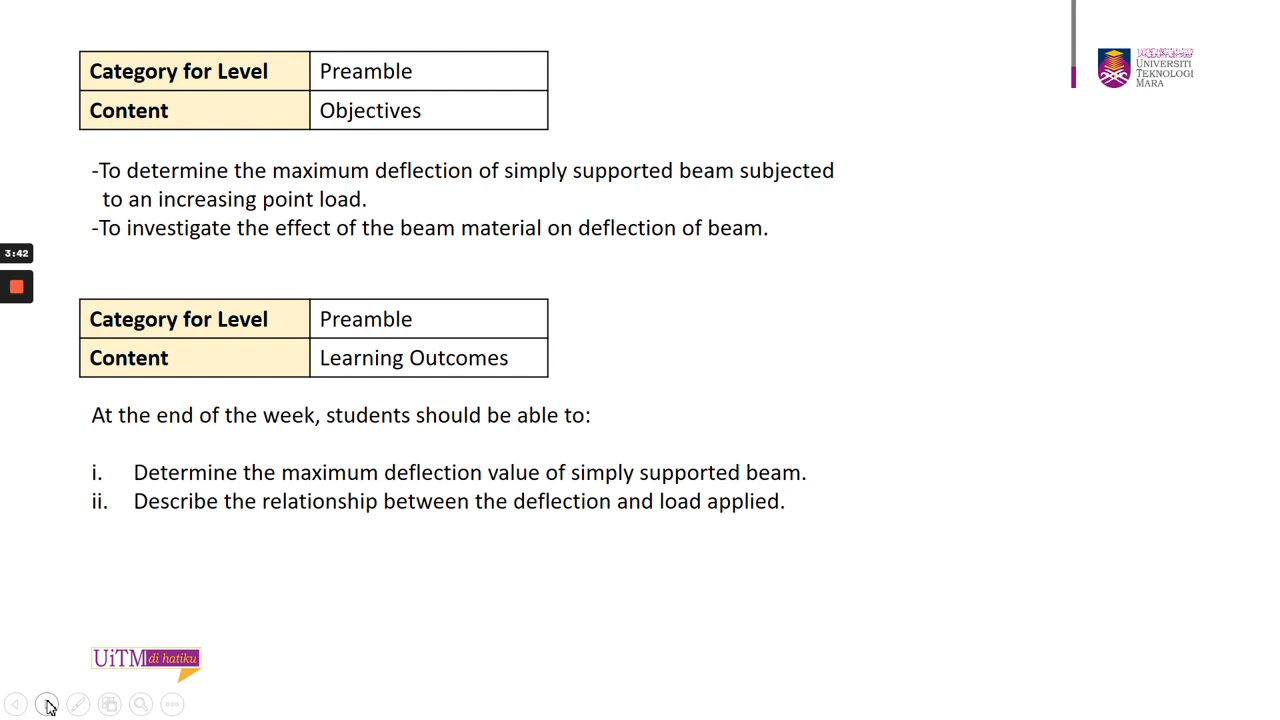 Category for Level Preamble
Content Objectives
-To determine the maximum deflection of simply supported beam subjected
to an increasing point load.
-To investigate the effect of the beam material on deflection of beam.
3:42
Category for Level Preamble
Content Learning Outcomes
At the end of the week, students should be able to:
i. Determine the maximum deflection value of simply supported beam.
ii. Describe the relationship between the deflection and load applied.
UNIVERSITI
TEKNOLOGI
MARA
UiTM di hatiku